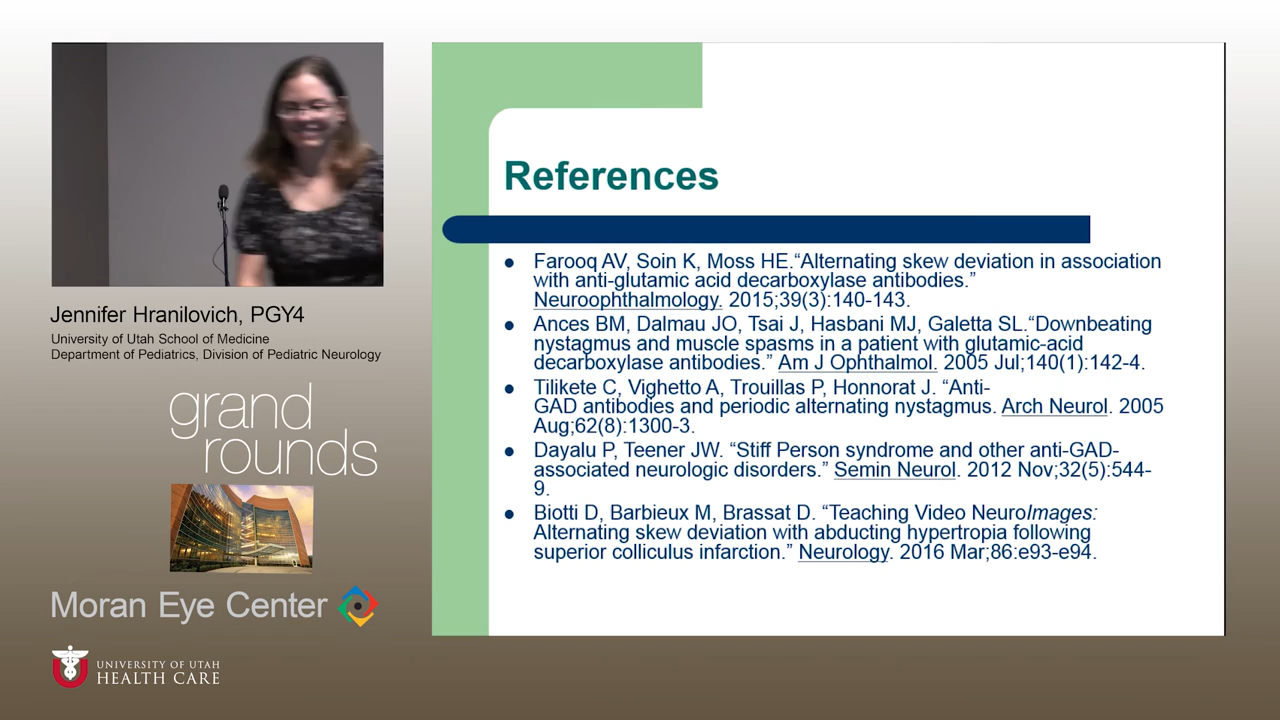 Jennifer Hranilovich, PGY4
University of Utah School of Medicine
Department of Pediatrics, Division of Pediatric Neurology
grand
rounds
Moran Eye Center
UNIVERSITY OF UTAH
HEALTH CARE
References
• Farooq AV, Soin K, Moss HE.“Alternating skew deviation in association
with anti-glutamic acid decarboxylase antibodies.”
Neuroophthalmology. 2015;39(3):140-143.
• Ances BM, Dalmau JO, Tsai J, Hasbani MJ, Galetta SL.“Downbeating
nystagmus and muscle spasms in a patient with glutamic-acid
decarboxylase antibodies.” Am J Ophthalmol. 2005 Jul;140(1):142-4.
• Tilikete C, Vighetto A, Trouillas P, Honnorat J. “Anti-
GAD antibodies and periodic alternating nystagmus. Arch Neurol. 2005
Aug;62(8):1300-3.
• Dayalu P, Teener JW. “Stiff Person syndrome and other anti-GAD-
associated neurologic disorders.” Semin Neurol. 2012 Nov;32(5):544-
9.
• Biotti D, Barbieux M, Brassat D. “Teaching Video NeuroImages:
Alternating skew deviation with abducting hypertropia following
superior colliculus infarction.” Neurology. 2016 Mar;86:e93-e94.